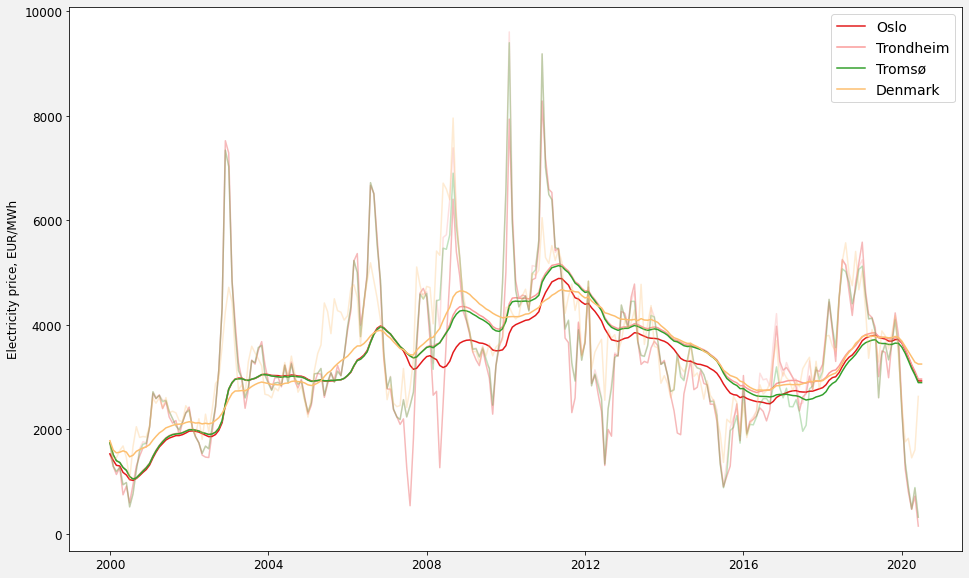 10000
8000
6000
4000
2000
0
Electricity price, EUR/MWh
2000 2004 2008 2012 2016 2020
Oslo
Trondheim
Tromsø
Denmark